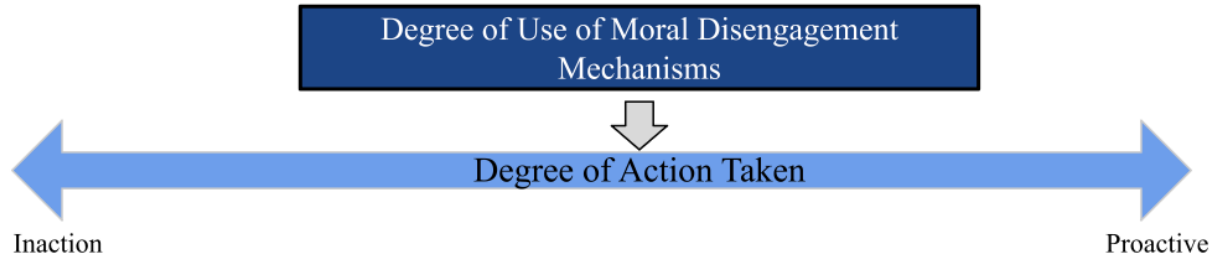 Degree of Use of Moral Disengagement
Mechanisms
Degree of Action Taken
Inaction
Proactive